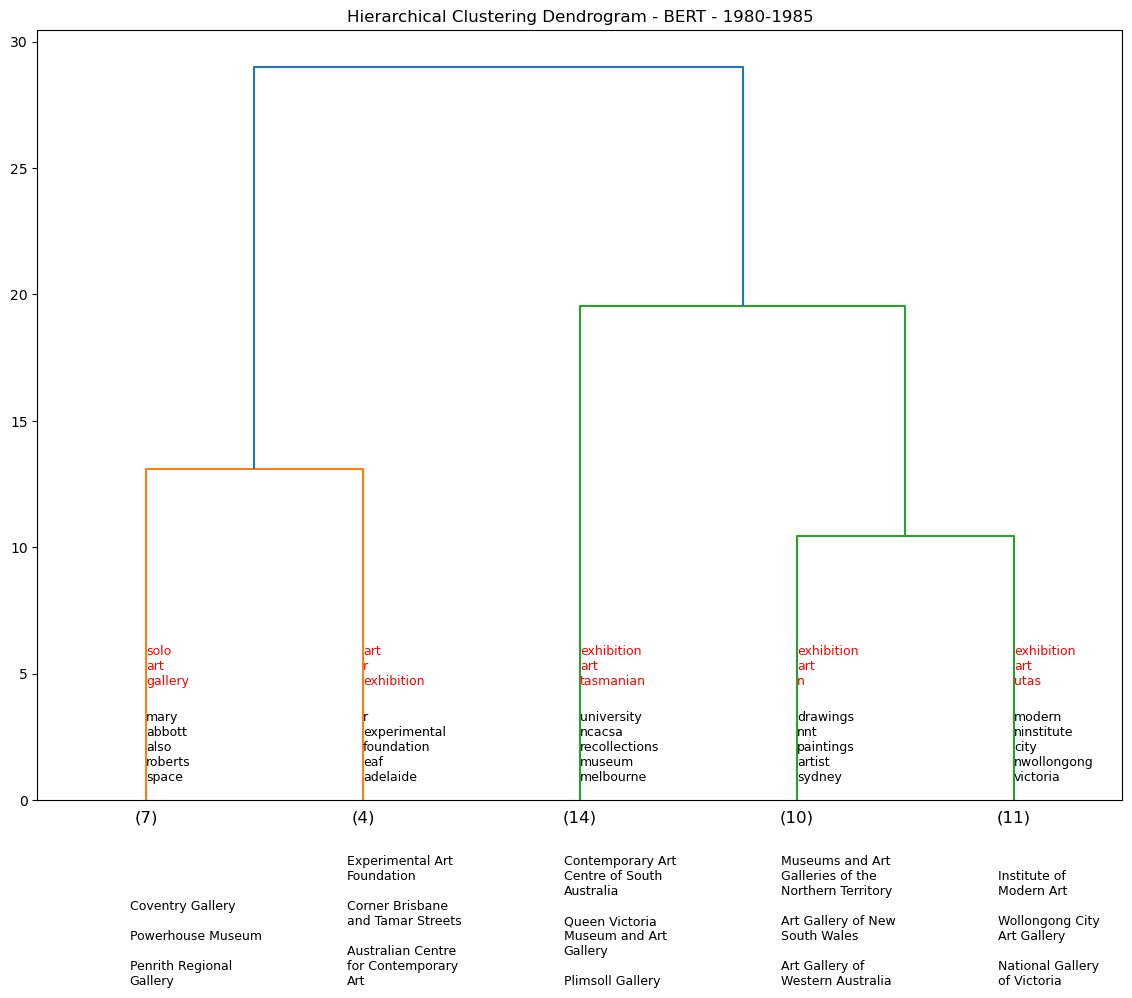 Hierarchical Clustering Dendrogram - BERT - 1980-1985
30
25
20
15
10
5
0
solo
art
gallery
mary
abbott
also
roberts
space
art
r
exhibition
r
experimental
foundation
eaf
adelaide
exhibition
art
tasmanian
university
ncacsa
recollections
museum
melbourne
exhibition
art
n
drawings
nnt
paintings
artist
sydney
exhibition
art
utas
modern
ninstitute
city
nwollongong
victoria
(7)
(4)
(14)
(10)
(11)
Coventry Gallery
Powerhouse Museum
Penrith Regional
Gallery
Experimental Art
Foundation
Corner Brisbane
and Tamar Streets
Australian Centre
for Contemporary
Art
Contemporary Art
Centre of South
Australia
Queen Victoria
Museum and Art
Gallery
Plimsoll Gallery
Museums and Art
Galleries of the
Northern Territory
Art Gallery of New
South Wales
Art Gallery of
Western Australia
Institute of
Modern Art
Wollongong City
Art Gallery
National Gallery
of Victoria